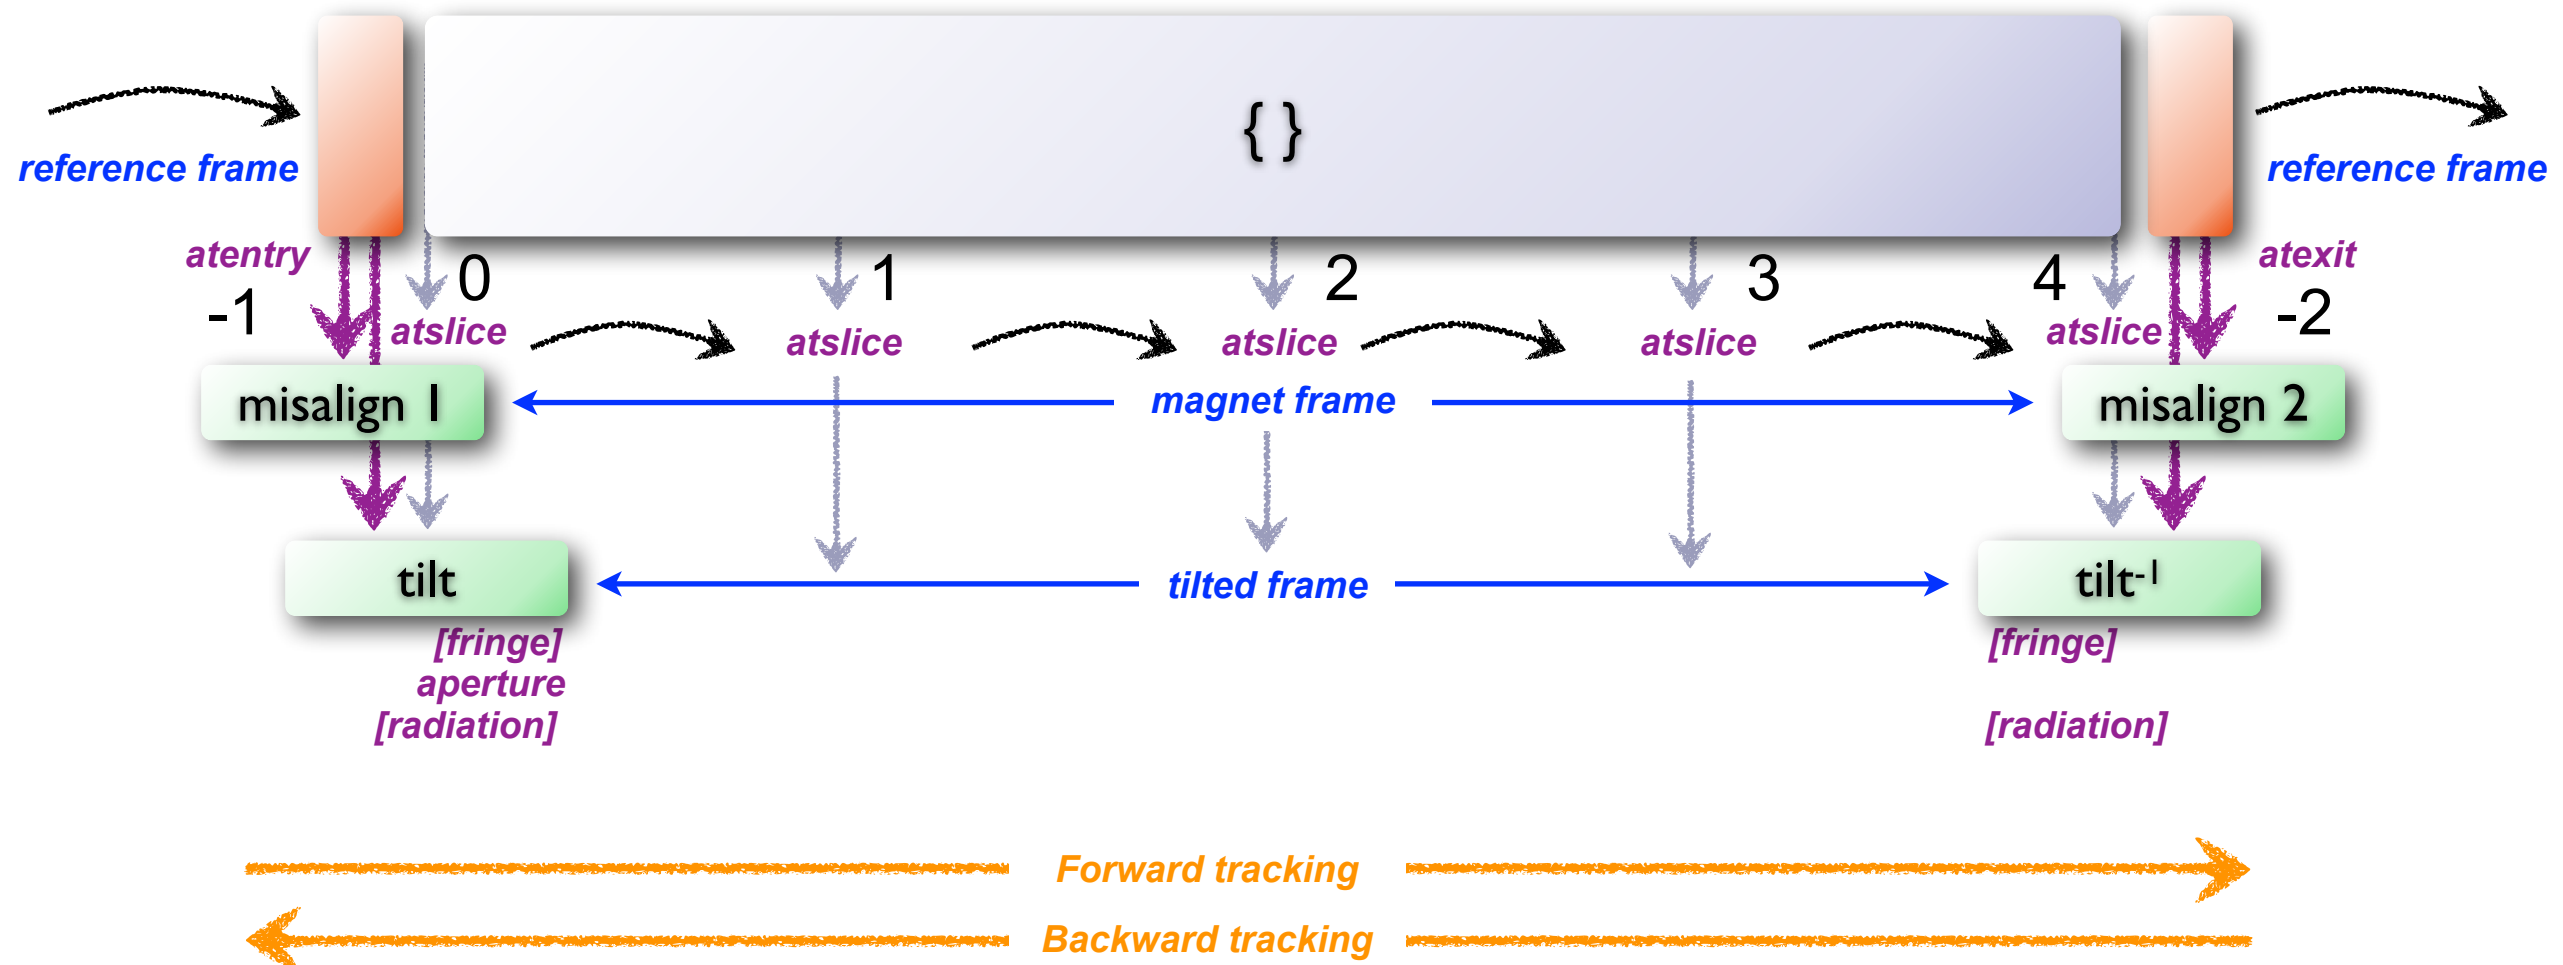 { }
reference frame
reference frame
atentry
0
1
2
3
4
atexit
-1
-2
atslice
atslice
atslice
atslice
atslice
misalign 1
magnet frame
misalign 2
tilt
tilted frame
tilt-1
[fringe]
[fringe]
aperture
[radiation]
[radiation]
Forward tracking
Backward tracking